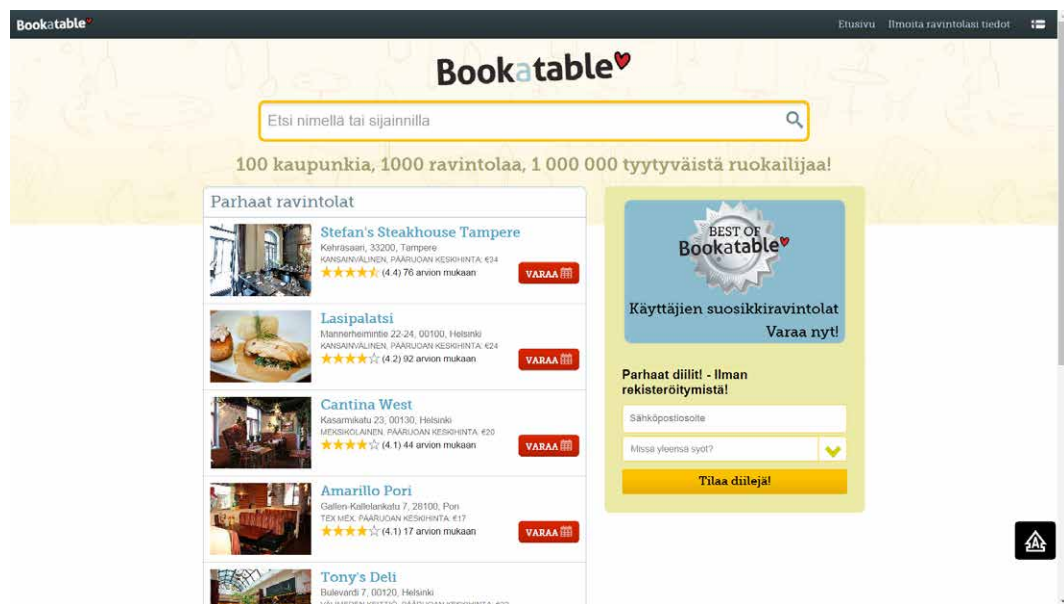 Bookatable
Etusivu Ilmoita ravintolasi tiedot
Bookatable
Etsi nimellä tai sijainnilla
100 kaupunkia, 1000 ravintolaa, 1 000 000 tyytyväistä ruokailijaa!
Parhaat ravintolat
Stefan's Steakhouse Tampere
Kehräsaari, 33200, Tampere
KANSAINVÄLINEN, PÄÄRUOAN KESKIHINTA: €34
(4.4) 76 arvion mukaan
VARAA
Lasipalatsi
Mannerheimintie 22-24, 00100, Helsinki
KANSAINVÄLINEN, PÄÄRUOAN KESKIHINTA: €24
(4.2) 92 arvion mukaan
VARAA
Cantina West
Kasarmikatu 23, 00130, Helsinki
MEKSIKOLAINEN, PÄÄRUOAN KESKIHINTA: €20
(4.1) 44 arvion mukaan
VARAA
Amarillo Pori
Gallen-Kallelankatu 7, 28100, Pori
TEX MEX, PÄÄRUOAN KESKIHINTA: €17
(4.1) 17 arvion mukaan
VARAA
Tony's Deli
Bulevardi 7, 00120, Helsinki
BEST OF
Bookatable
Käyttäjien suosikkiravintolat
Varaa nyt!
Parhaat diilit! - Ilman
rekisteröitymistä!
Sähköpostiosoite
Missä yleensä syöt?
Tilaa diilejä!